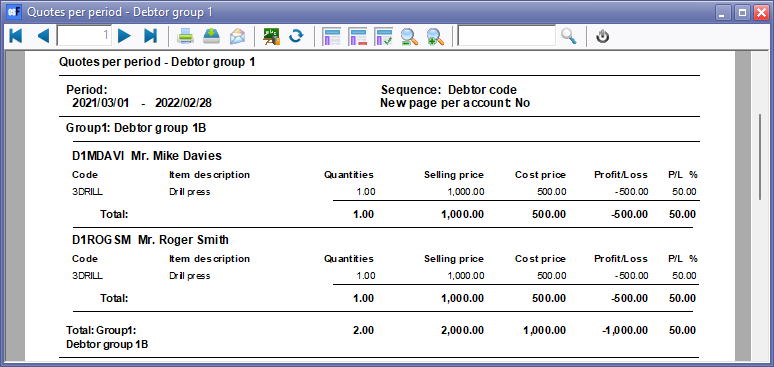 Quotes per period - Debtor group 1
1
Quotes per period - Debtor group 1
Period: Sequence: Debtor code
2021/03/01 - 2022/02/28 New page per account: No
Group1: Debtor group 1B
D1MDAVI Mr. Mike Davies
Code Item description Quantities Selling price Cost price Profit/Loss P/L %
3DRILL Drill press 1.00 1,000.00 500.00 -500.00 50.00
Total: 1.00 1,000.00 500.00 -500.00 50.00
D1ROGSM Mr. Roger Smith
Code Item description Quantities Selling price Cost price Profit/Loss P/L %
3DRILL Drill press 1.00 1,000.00 500.00 -500.00 50.00
Total: 1.00 1,000.00 500.00 -500.00 50.00
Total: Group1: 2.00 2,000.00 1,000.00 -1,000.00 50.00
Debtor group 1B